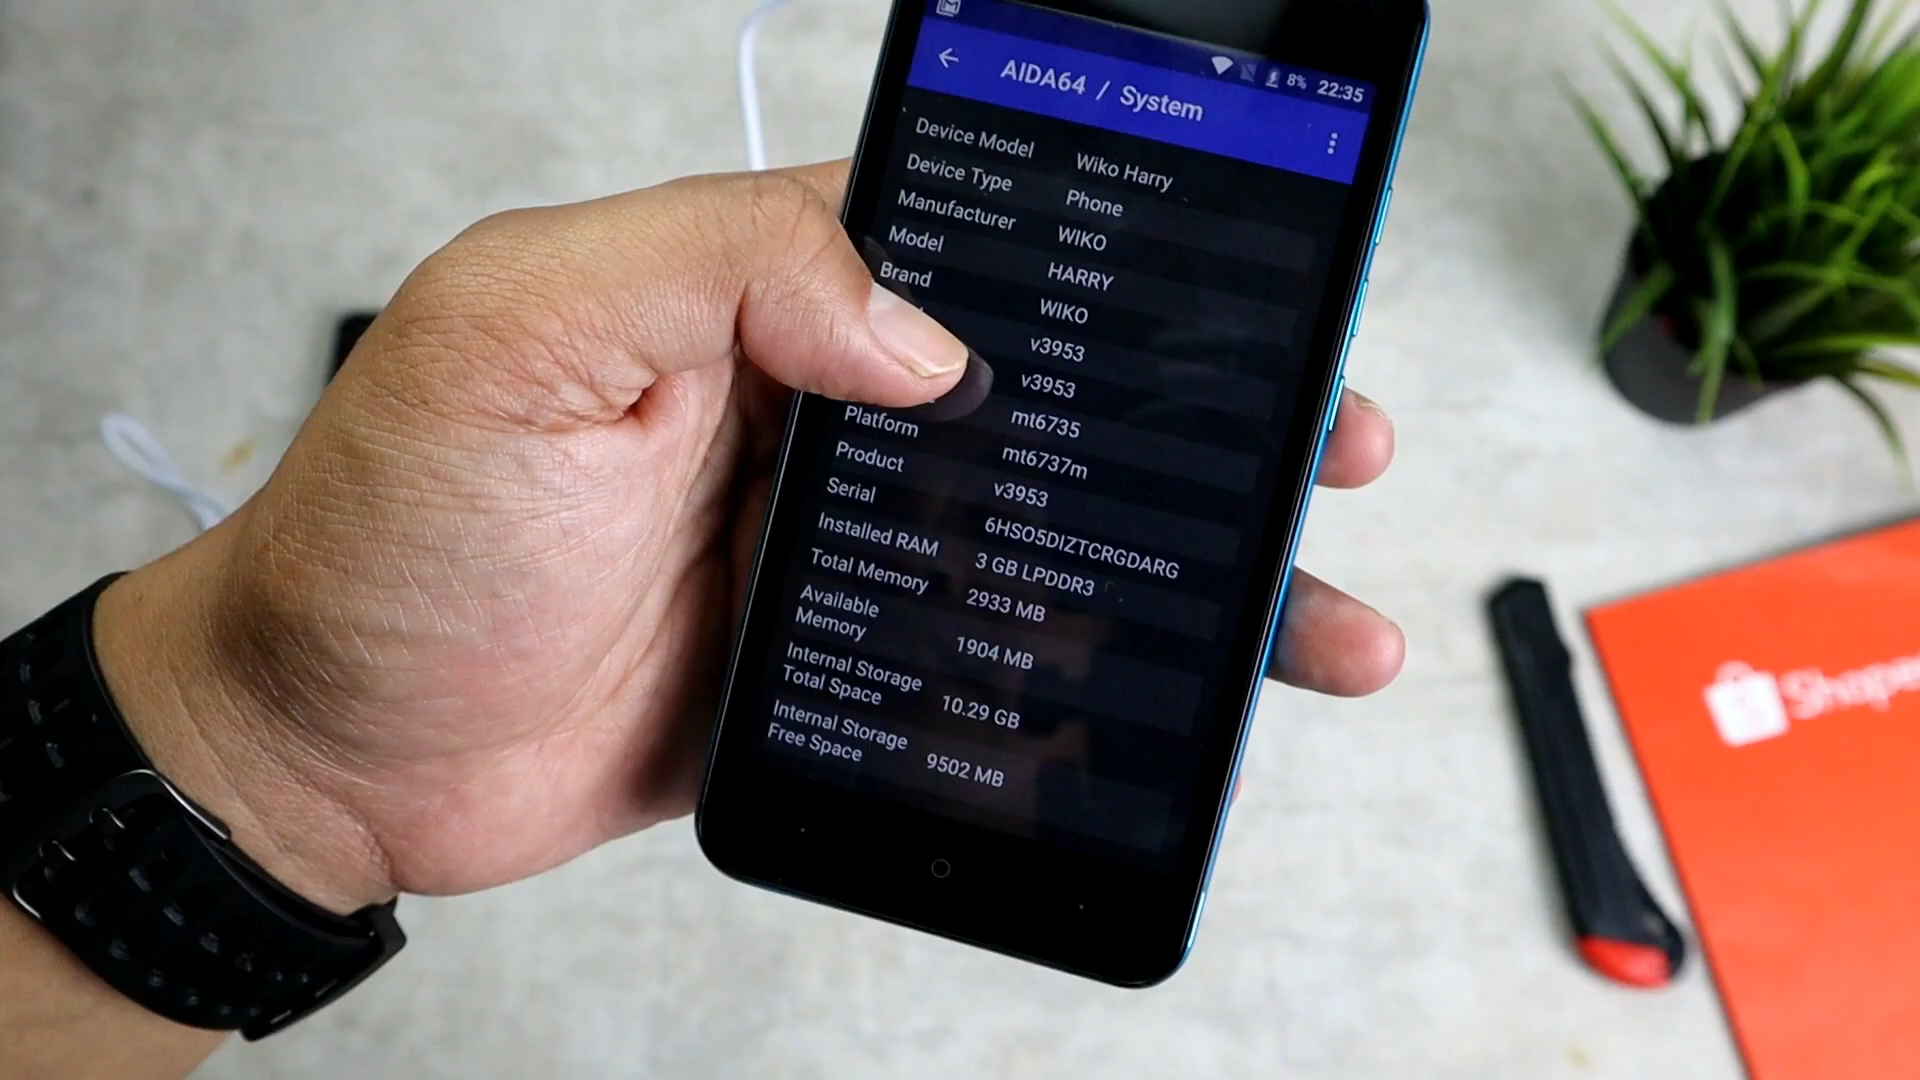 8% 22:35
AIDA64 / System
Device Model Wiko Harry
Device Type Phone
Manufacturer WIKO
Model HARRY
Brand WIKO
v3953
v3953
mt6735
Platform mt6737m
Product v3953
Serial 6HSO5DIZTCRGDARG
Installed RAM 3 GB LPDDR3
Total Memory 2933 MB
Available
Memory 1904 MB
Internal Storage
Total Space 10.29 GB
Internal Storage
Free Space 9502 MB